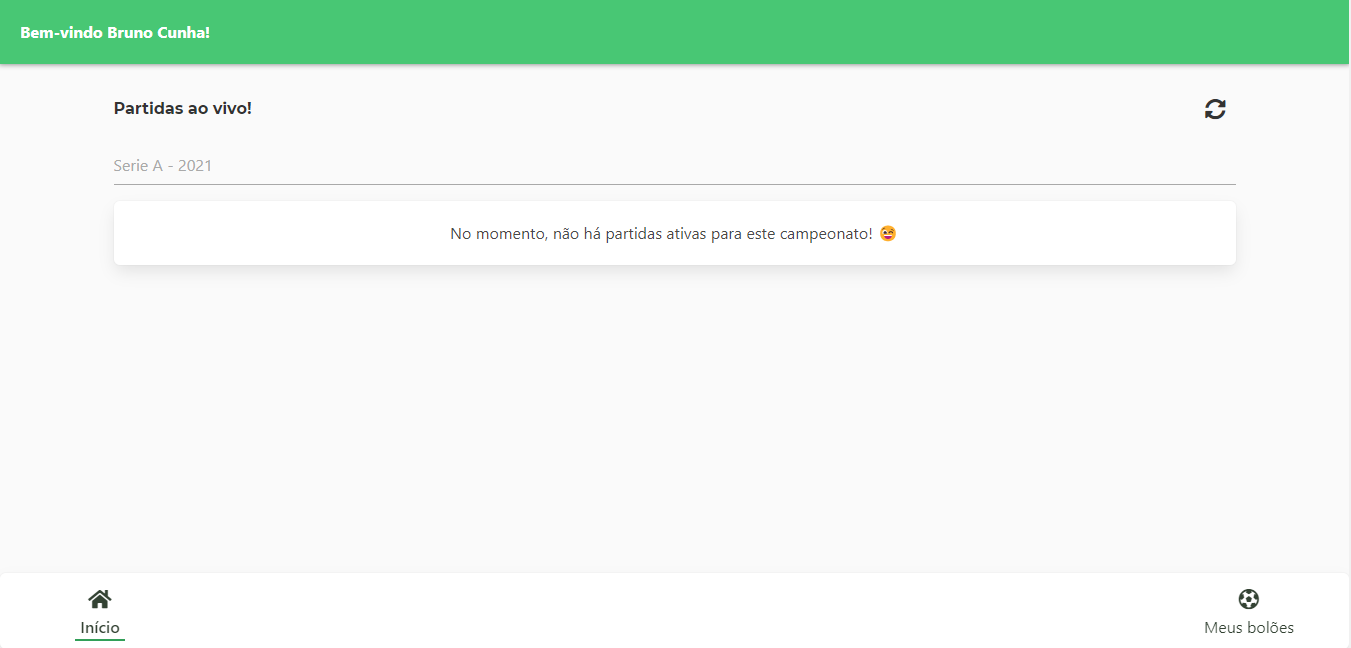 Bem-vindo Bruno Cunha!
Partidas ao vivo!
Serie A - 2021
No momento, não há partidas ativas para este campeonato! 😅
Início
Meus bolões